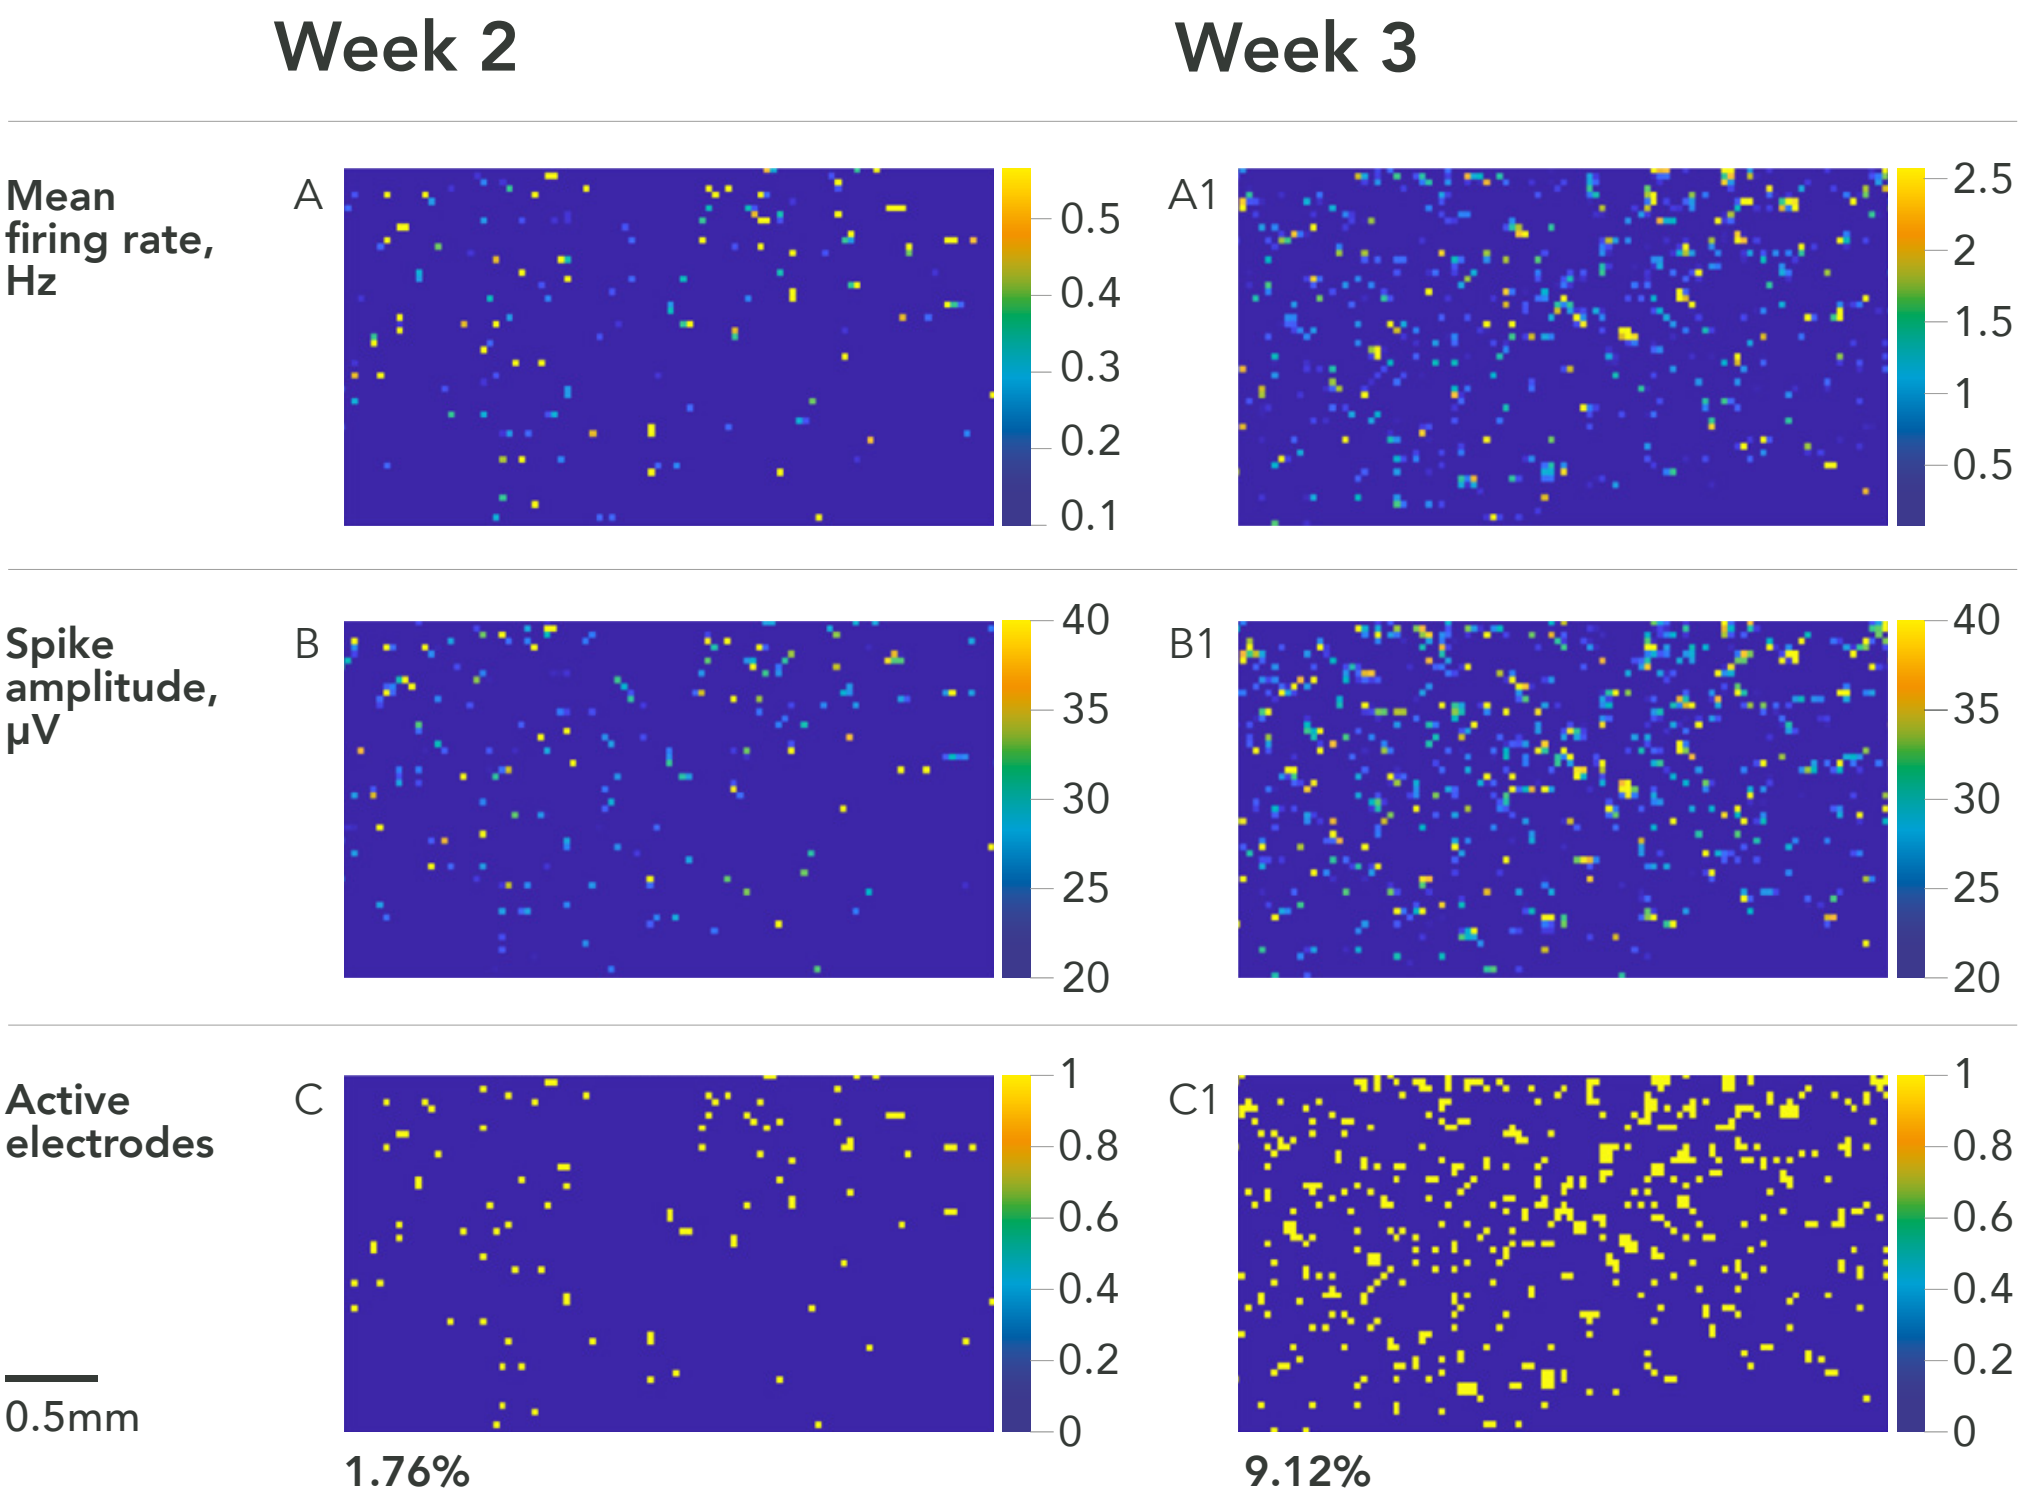 Week 2
Week 3
Mean
firing rate,
Hz
A
0.5
0.4
0.3
0.2
0.1
A1
2.5
2
1.5
1
0.5
Spike
amplitude,
µV
B
40
35
30
25
20
B1
40
35
30
25
20
Active
electrodes
C
1
0.8
0.6
0.4
0.2
0
C1
1
0.8
0.6
0.4
0.2
0
0.5mm
1.76%
9.12%